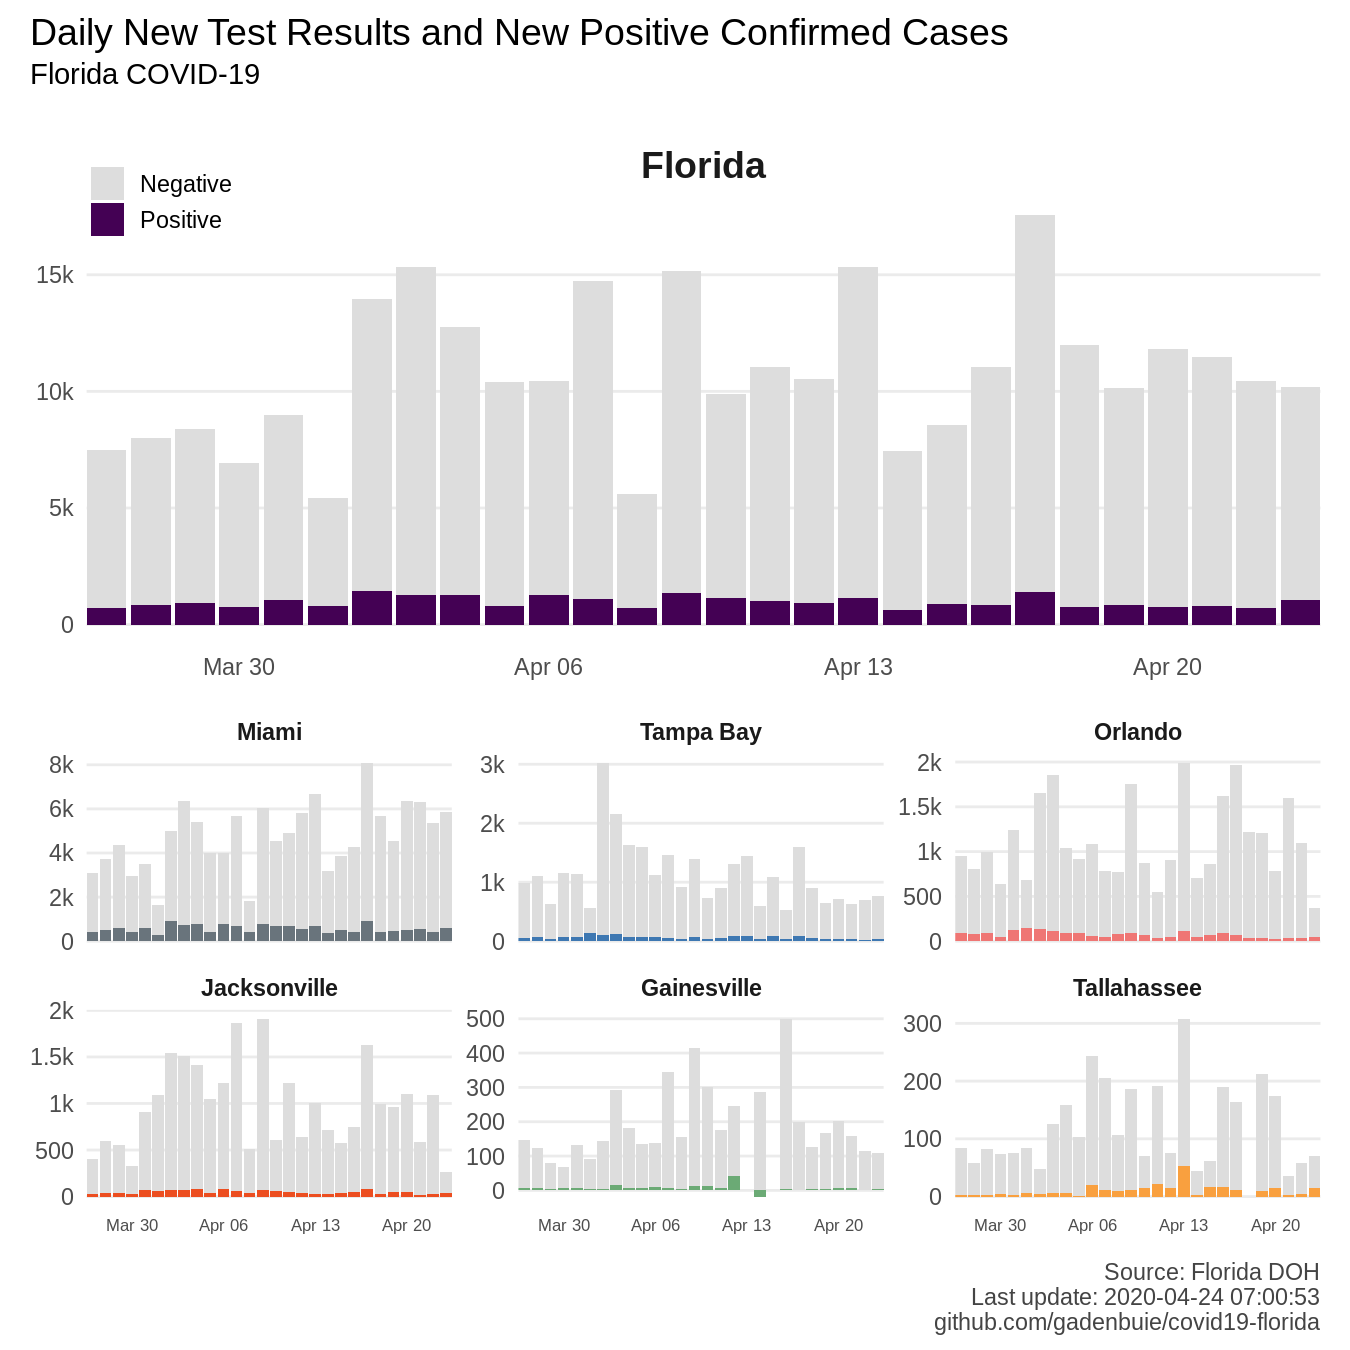 Daily New Test Results and New Positive Confirmed Cases
Florida COVID-19
Florida
Negative
Positive
15k
10k
5k
0
Mar 30 Apr 06 Apr 13 Apr 20
Miami
8k
6k
4k
2k
0
Tampa Bay
3k
2k
1k
0
Orlando
2k
1.5k
1k
500
0
Jacksonville
2k
1.5k
1k
500
0
Mar 30 Apr 06 Apr 13 Apr 20
Gainesville
500
400
300
200
100
0
Mar 30 Apr 06 Apr 13 Apr 20
Tallahassee
300
200
100
0
Mar 30 Apr 06 Apr 13 Apr 20
Source: Florida DOH
Last update: 2020-04-24 07:00:53
github.com/gadenbuie/covid19-florida